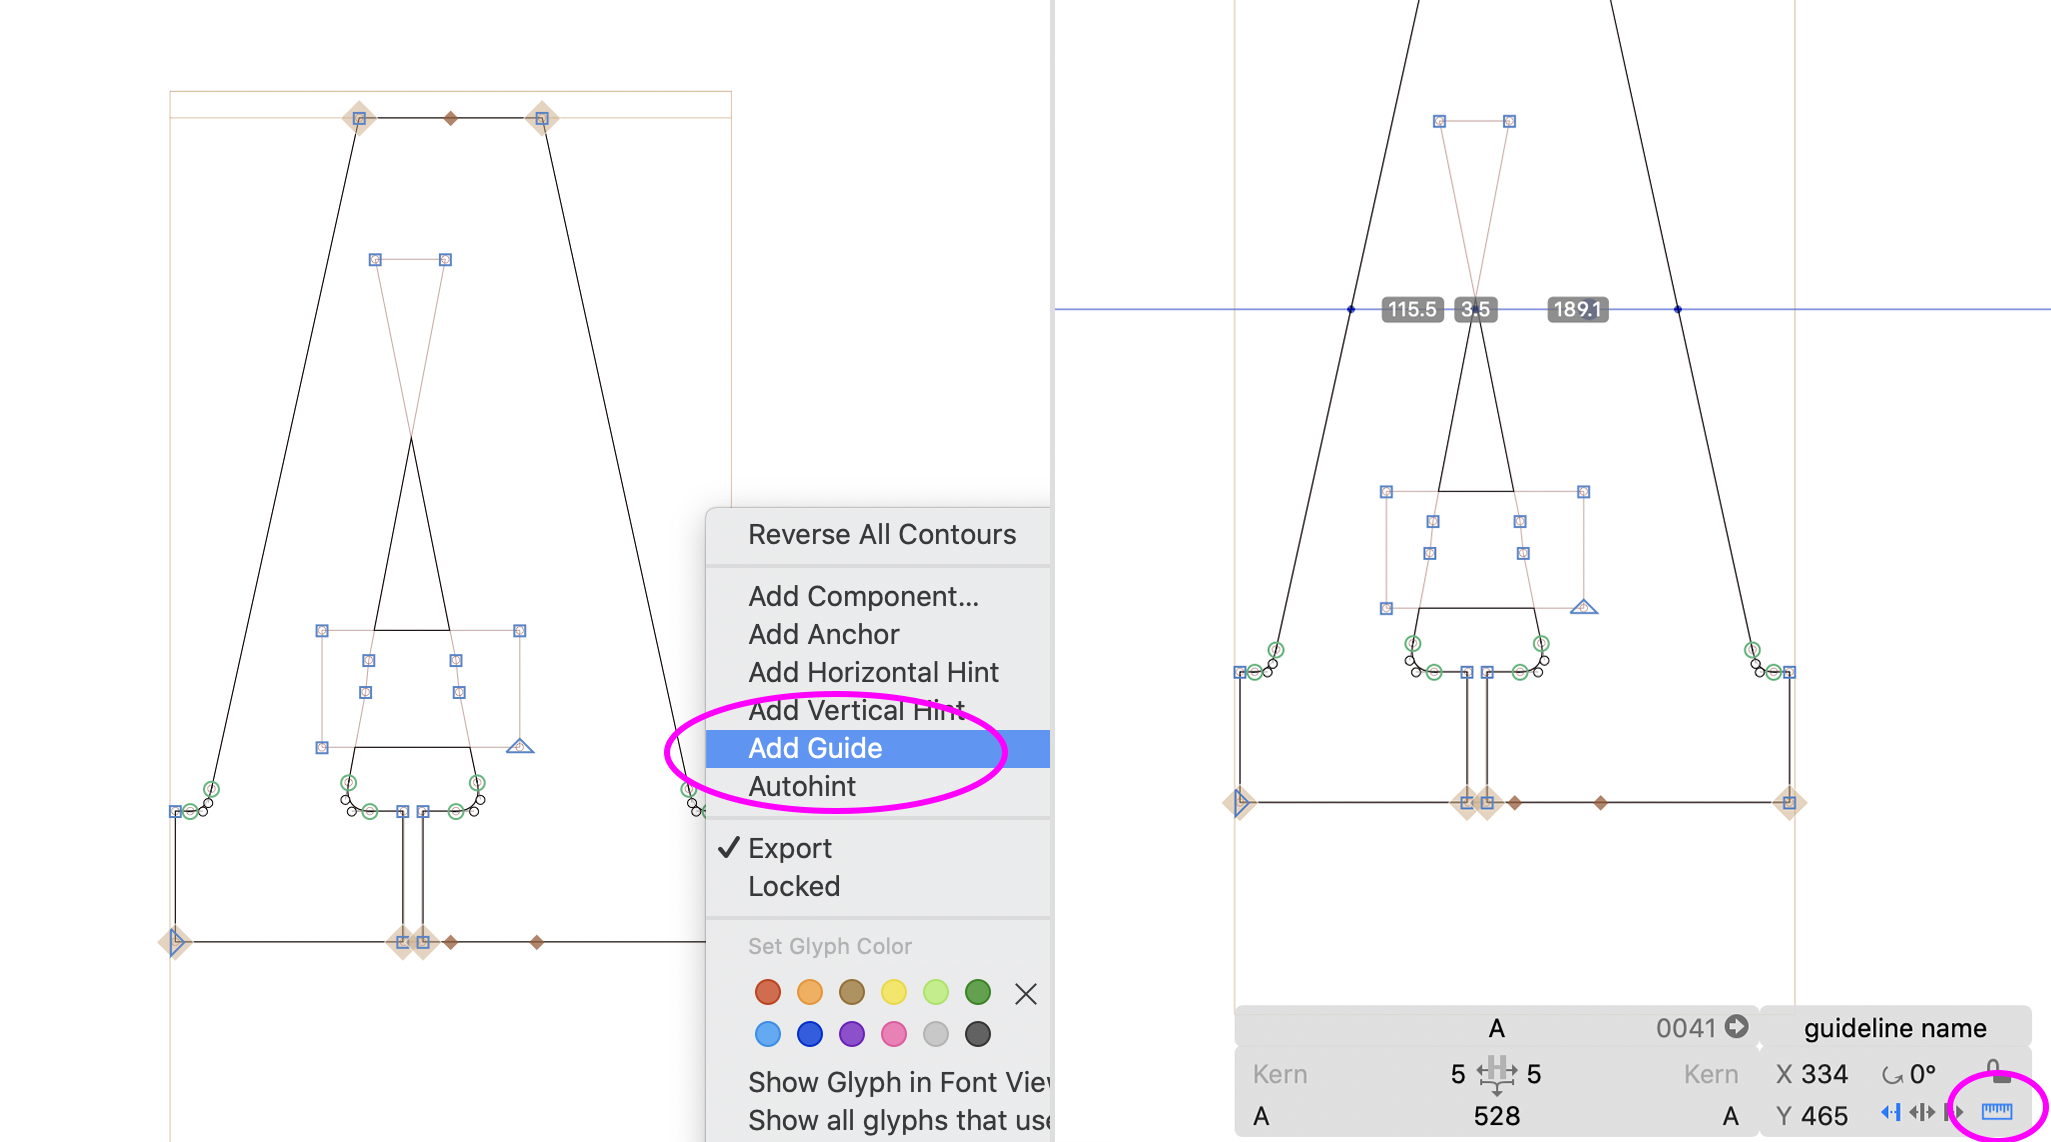 Reverse All Contours
Add Component...
Add Anchor
Add Horizontal Hint
Add Vertical Hint
Add Guide
Autohint
Export
Locked
Set Glyph Color
Show Glyph in Font Vie
Show all glyphs that us
115.5 3.5 189.1
A 0041
guideline name
Kern 5 H 5 Kern
A 528 A
X 334 0°
Y 465